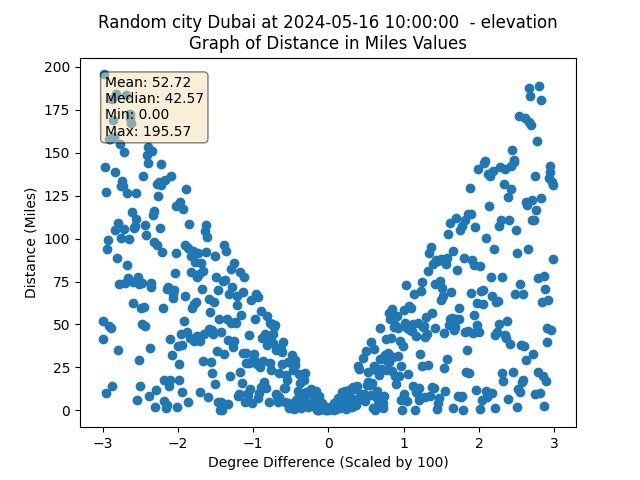 Random city Dubai at 2024-05-16 10:00:00  - elevation
Graph of Distance in Miles Values
200
175
150
125
100
75
50
25
0
Distance (Miles)
Mean: 52.72
Median: 42.57
Min: 0.00
Max: 195.57
−3 −2 −1 0 1 2 3
Degree Difference (Scaled by 100)